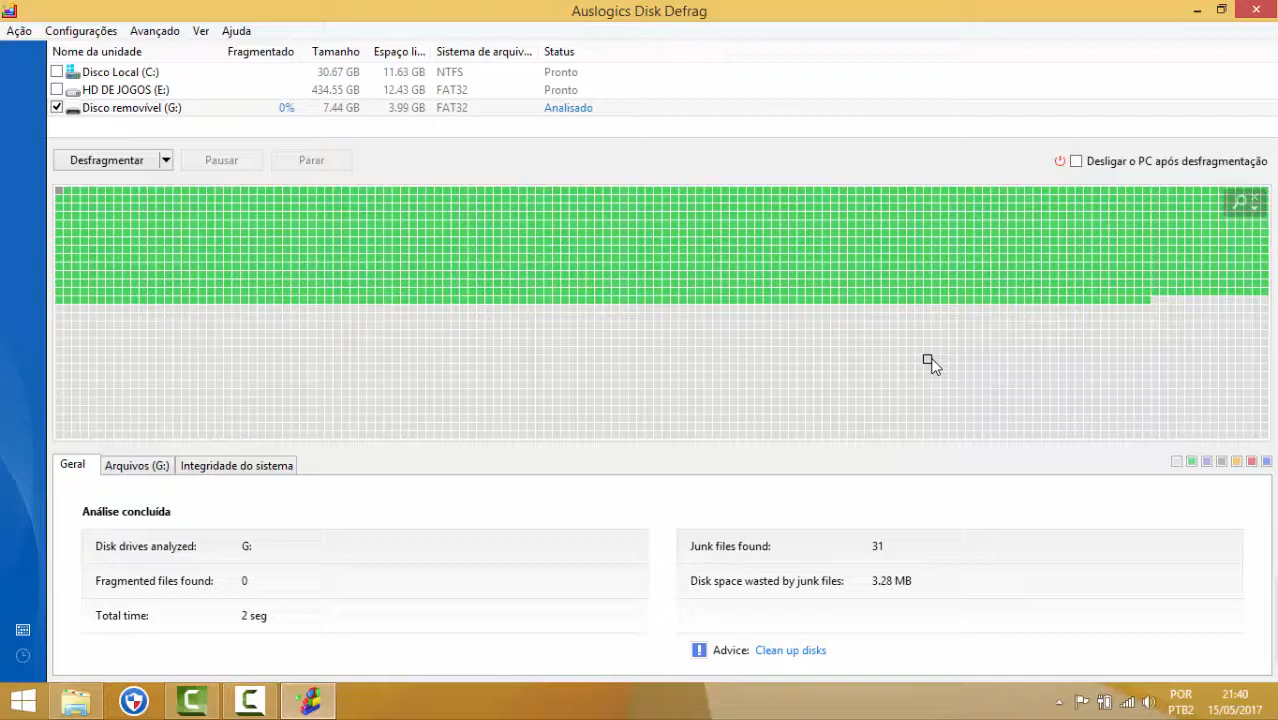 Auslogics Disk Defrag
Ação Configurações Avançado Ver Ajuda
Nome da unidade Fragmentado Tamanho Espaço li... Sistema de arquiv... Status
Disco Local (C:) 30.67 GB 11.63 GB NTFS Pronto
HD DE JOGOS (E:) 434.55 GB 12.43 GB FAT32 Pronto
Disco removível (G:) 0% 7.44 GB 3.99 GB FAT32 Analisado
Desfragmentar Pausar Parar Desligar o PC após desfragmentação
Geral Arquivos (G:) Integridade do sistema
Análise concluída
Disk drives analyzed: G: Junk files found: 31
Fragmented files found: 0 Disk space wasted by junk files: 3.28 MB
Total time: 2 seg
Advice: Clean up disks
POR 21:40
PTB2 15/05/2017